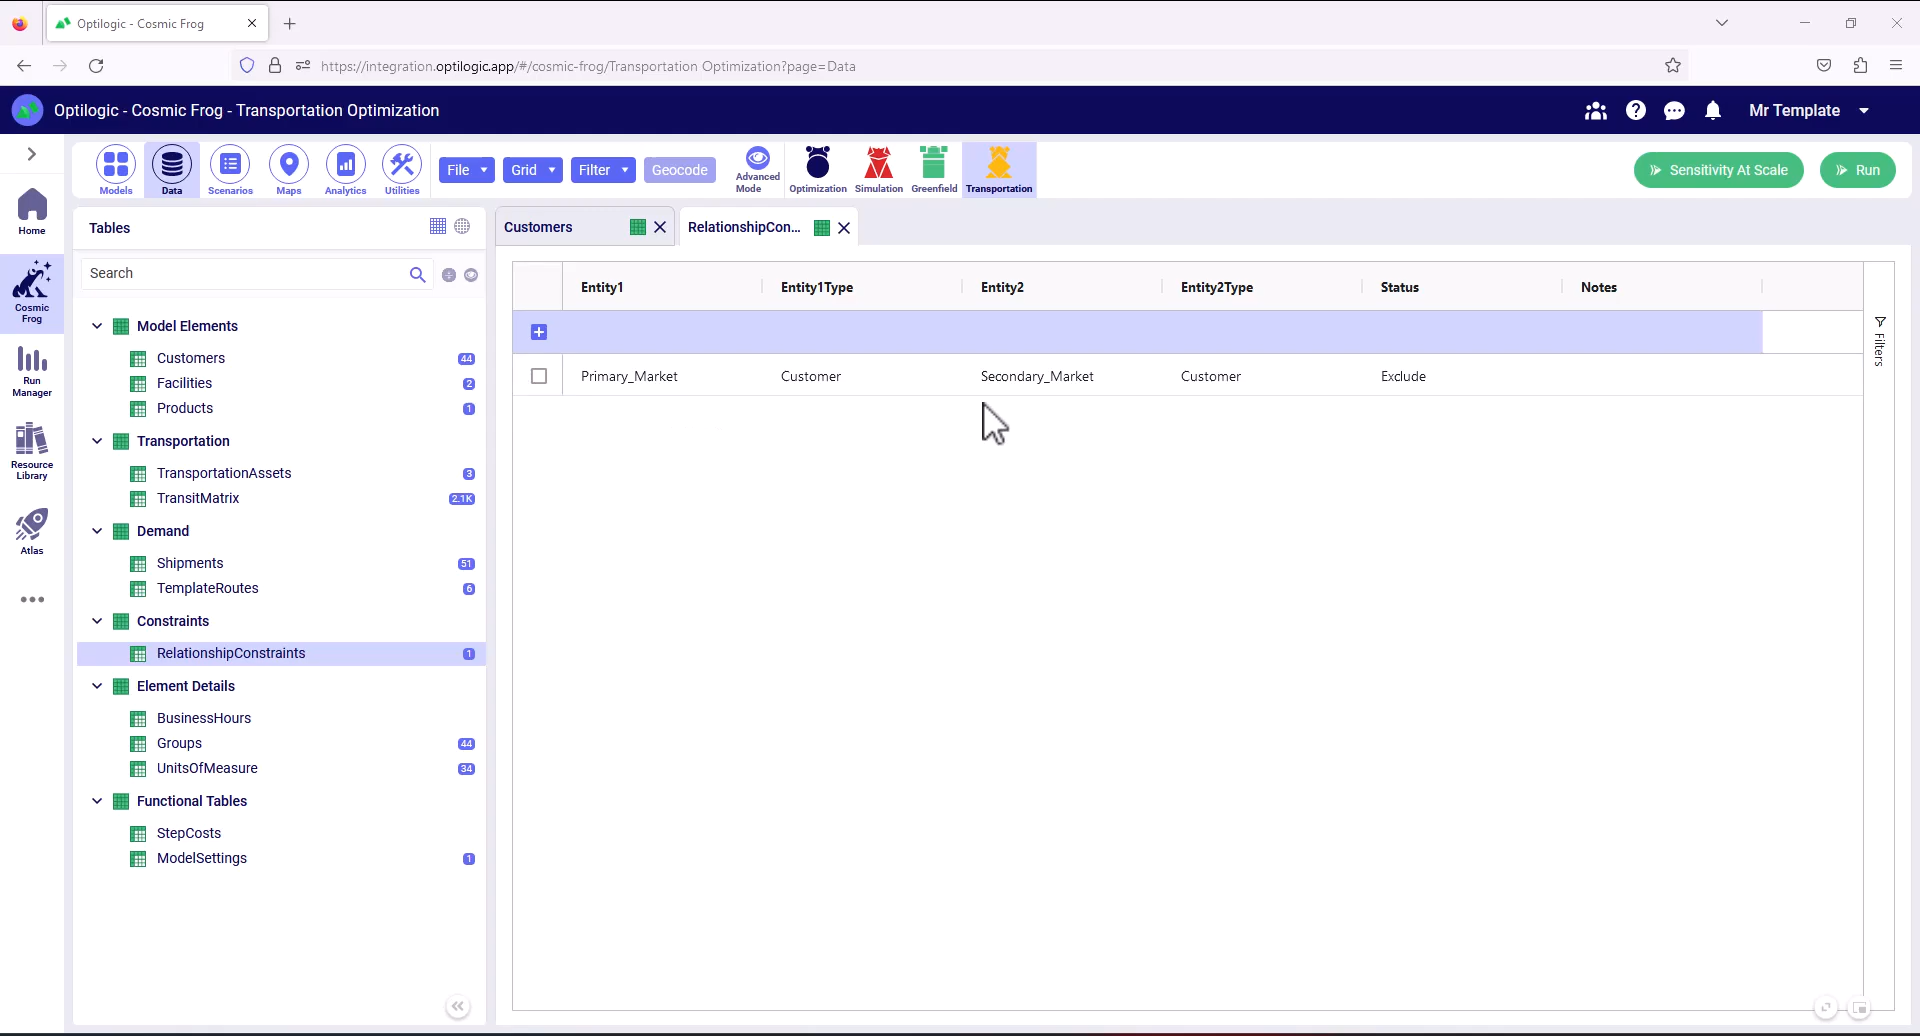 Optilogic - Cosmic Frog
https://integration.optilogic.app/#/cosmic-frog/Transportation Optimization?page=Data
Optilogic - Cosmic Frog - Transportation Optimization
Mr Template
Models
Data
Scenarios
Maps
Analytics
Utilities
File
Grid
Filter
Geocode
Advanced Mode
Optimization
Simulation
Greenfield
Transportation
Sensitivity At Scale
Run
Home
Cosmic Frog
Run Manager
Resource Library
Atlas
Tables
Search
Model Elements
Customers 44
Facilities 2
Products 1
Transportation
TransportationAssets 3
TransitMatrix 2.1K
Demand
Shipments 51
TemplateRoutes 6
Constraints
RelationshipConstraints 1
Element Details
BusinessHours
Groups 44
UnitsOfMeasure 34
Functional Tables
StepCosts
ModelSettings 1
Customers
RelationshipCon...
Entity1 Entity1Type Entity2 Entity2Type Status Notes
Primary_Market Customer Secondary_Market Customer Exclude
Filters